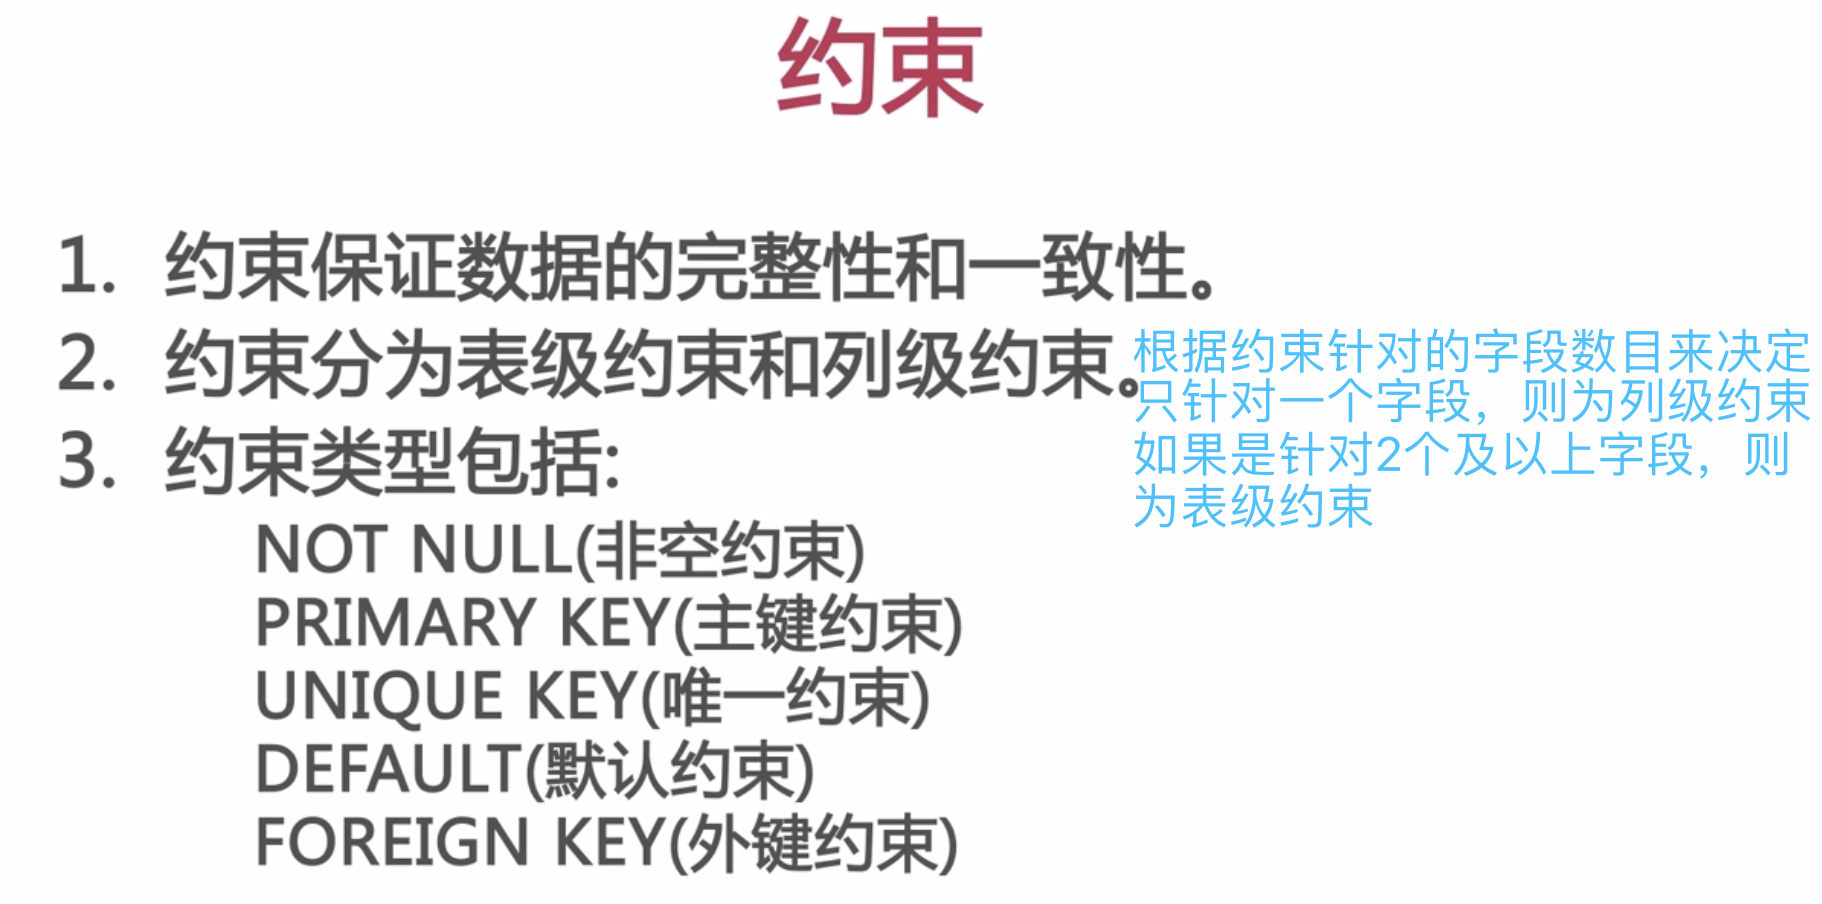 约束
1. 约束保证数据的完整性和一致性。
2. 约束分为表级约束和列级约束。
根据约束针对的字段数目来决定
只针对一个字段，则为列级约束
如果是针对2个及以上字段，则
为表级约束
3. 约束类型包括:
NOT NULL(非空约束)
PRIMARY KEY(主键约束)
UNIQUE KEY(唯一约束)
DEFAULT(默认约束)
FOREIGN KEY(外键约束)